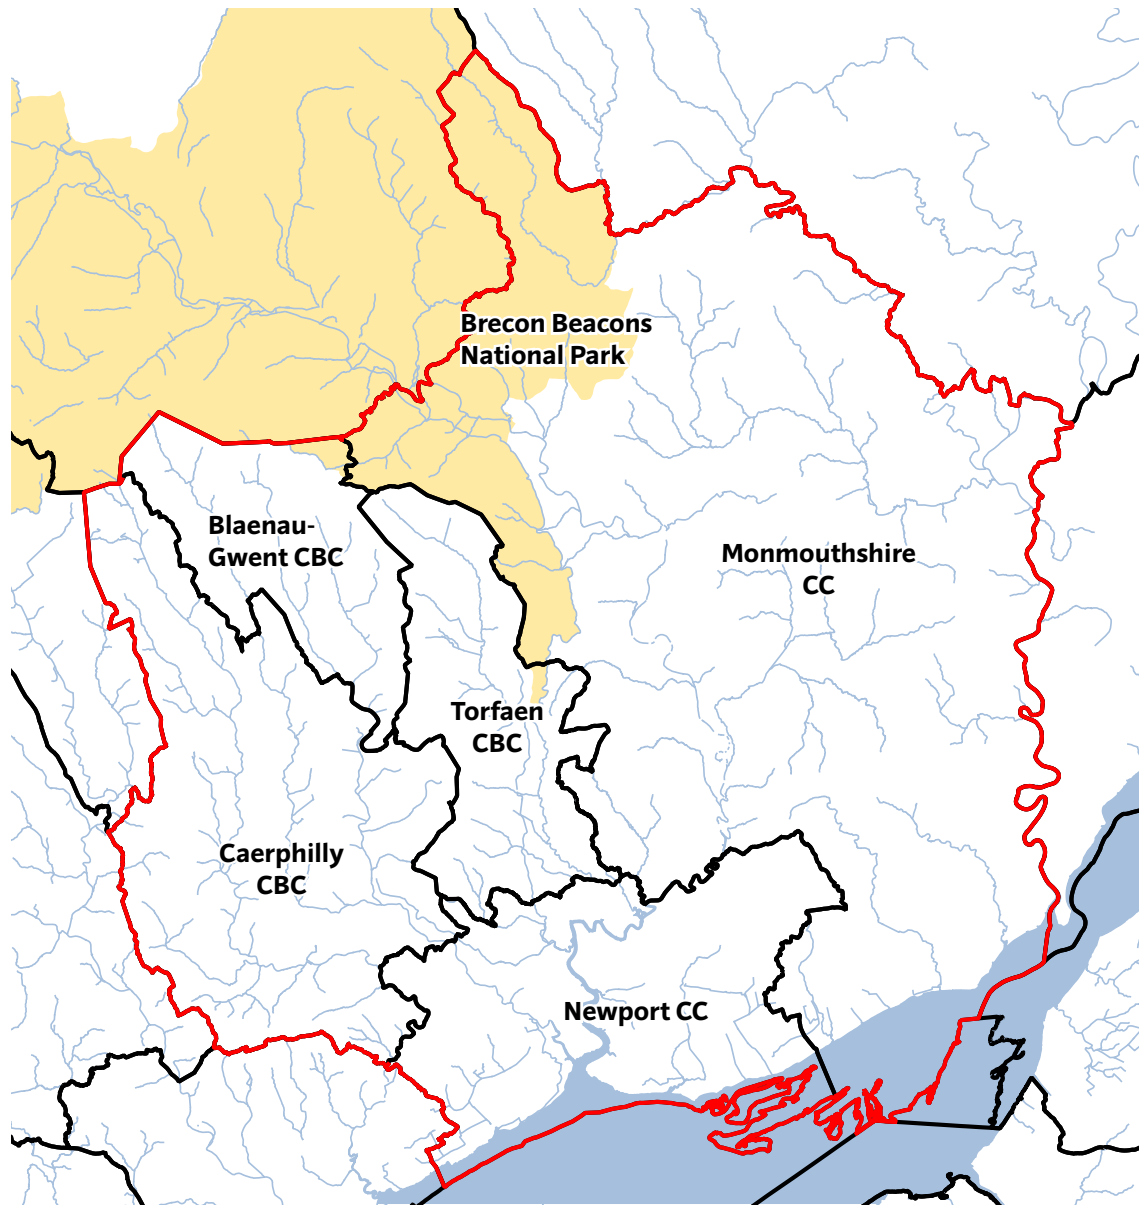 Brecon Beacons
National Park
Blaenau-
Gwent CBC
Monmouthshire
CC
Torfaen
CBC
Caerphilly
CBC
Newport CC